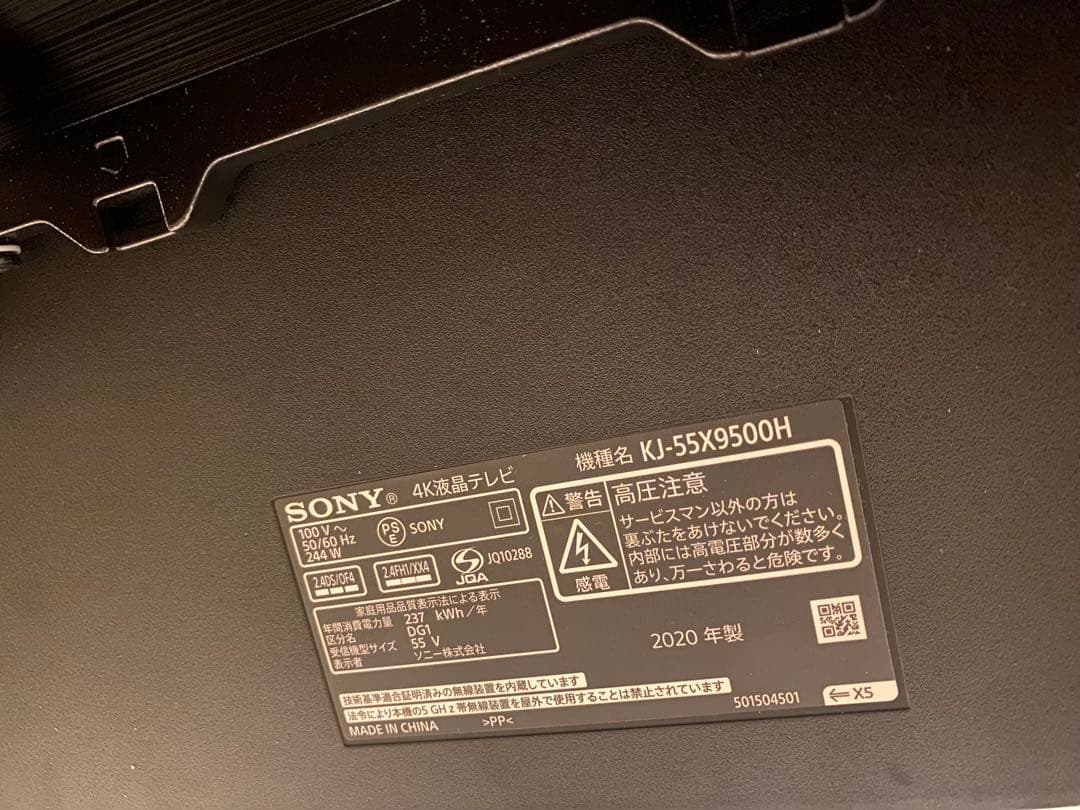 SONY® 4K液晶テレビ 機種名 KJ-55X9500H
100 V ～
50/60 Hz
244 W
PS
E
SONY
2.4DS/OF4
2.4FH1/XX4
JQA
JQ1028B
家庭用品品質表示法による表示
年間消費電力量 237 kWh／年
区分名 DG1
受信機型サイズ 55 V
表示者 ソニー株式会社
警告
感電
高圧注意
サービスマン以外の方は
裏ぶたをあけないでください。
内部には高電圧部分が数多く
あり、万一さわると危険です。
2020 年製
技術基準適合証明済みの無線装置を内蔵しています
法令により本機の5 GHz帯無線装置を屋外で使用することは禁止されています
MADE IN CHINA >PP<
501504501
⇐ X5